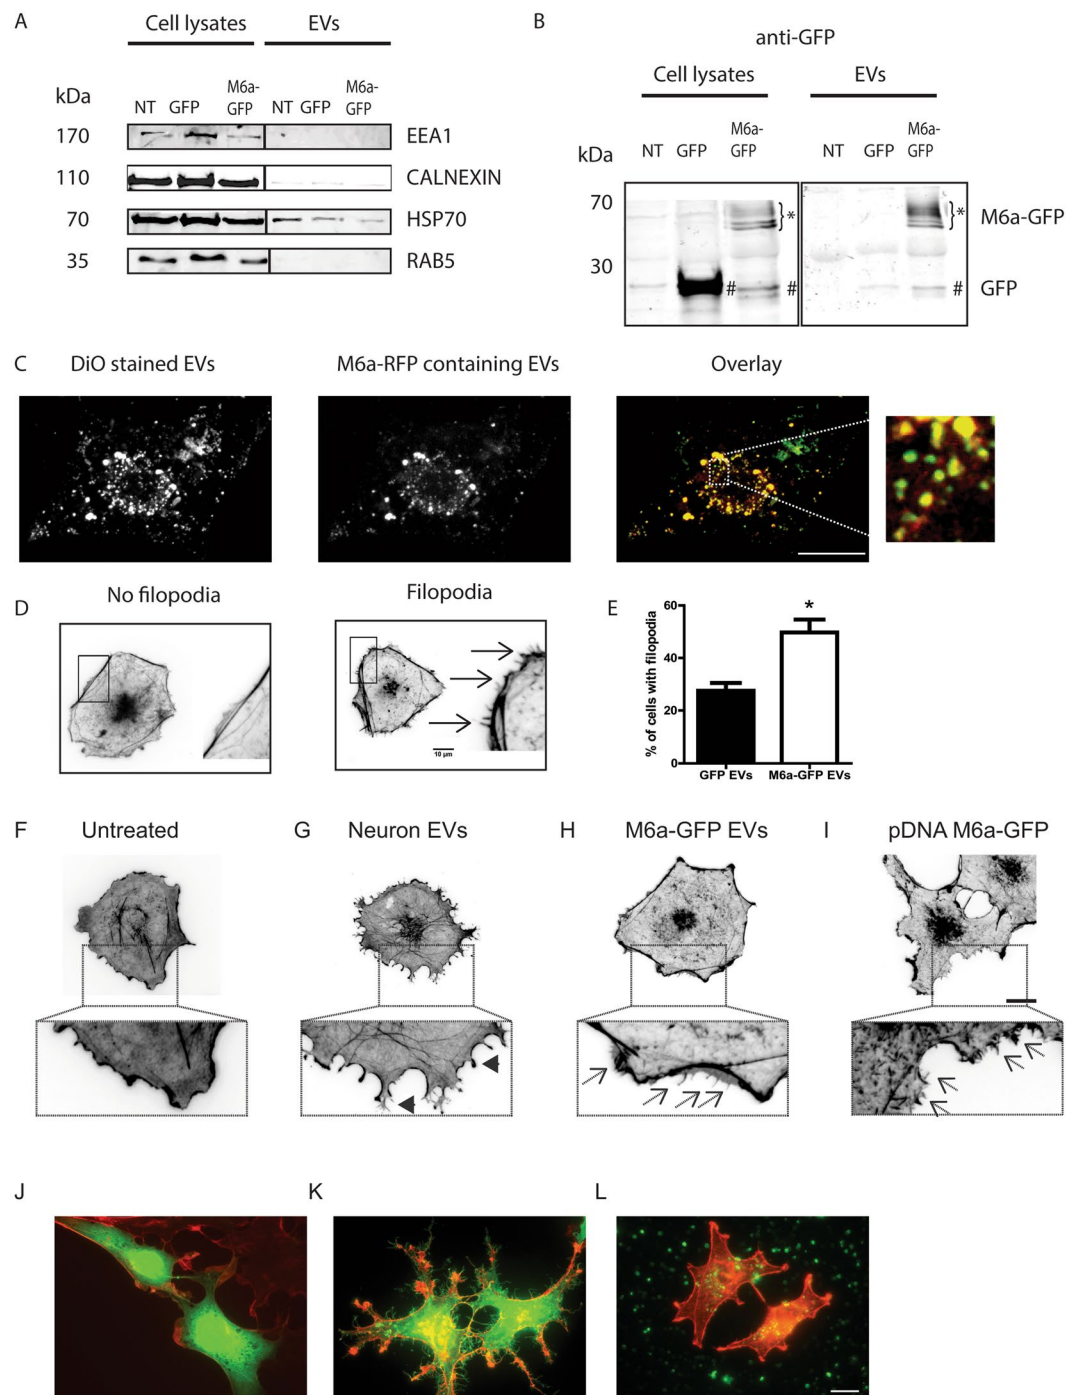 A
Cell lysates EVs
kDa NT GFP M6a-GFP NT GFP M6a-GFP
170 EEA1
110 CALNEXIN
70 HSP70
35 RAB5
B
anti-GFP
Cell lysates EVs
kDa NT GFP M6a-GFP NT GFP M6a-GFP
70 * * M6a-GFP
30 # # # GFP
C DiO stained EVs M6a-RFP containing EVs Overlay
D No filopodia Filopodia
10 µm
E
% of cells with filopodia
60
40
20
0
*
GFP EVs M6a-GFP EVs
F Untreated
G Neuron EVs
H M6a-GFP EVs
I pDNA M6a-GFP
J
K
L